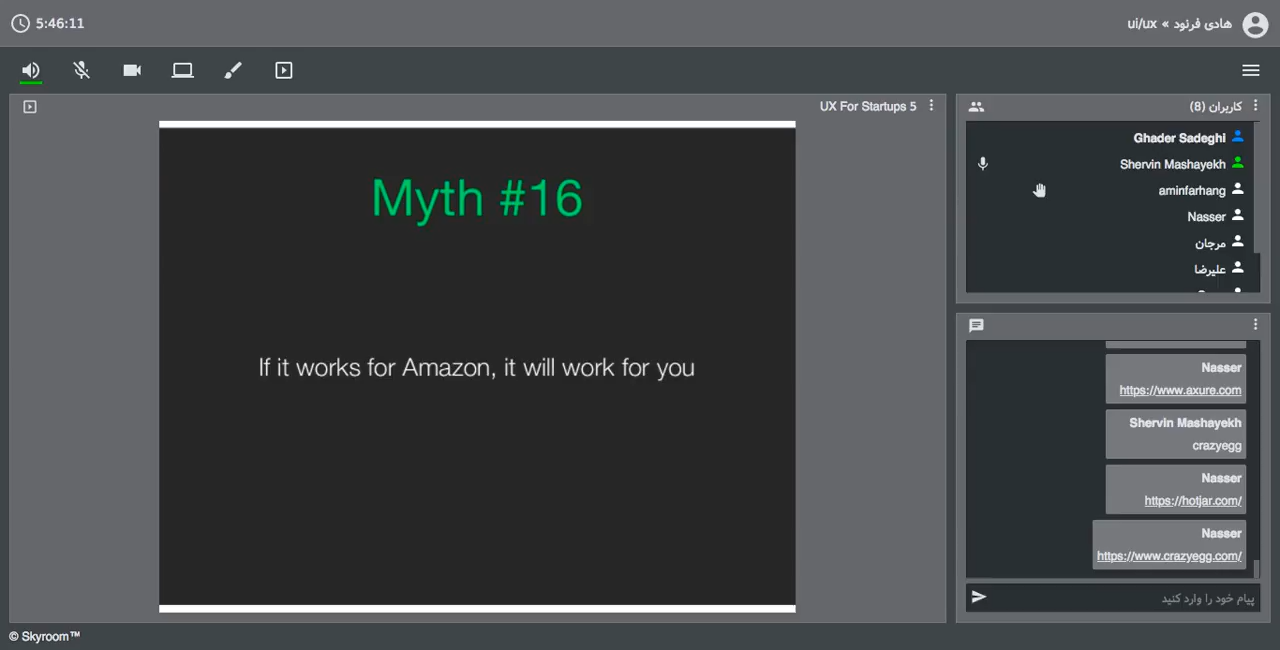 5:46:11
هادی فرنود » ui/ux
UX For Startups 5
Myth #16
If it works for Amazon, it will work for you
کاربران (8)
Ghader Sadeghi
Shervin Mashayekh
aminfarhang
Nasser
مرجان
علیرضا
Nasser
https://www.axure.com
Shervin Mashayekh
crazyegg
Nasser
https://hotjar.com/
Nasser
https://www.crazyegg.com/
پیام خود را وارد کنید
© Skyroom™